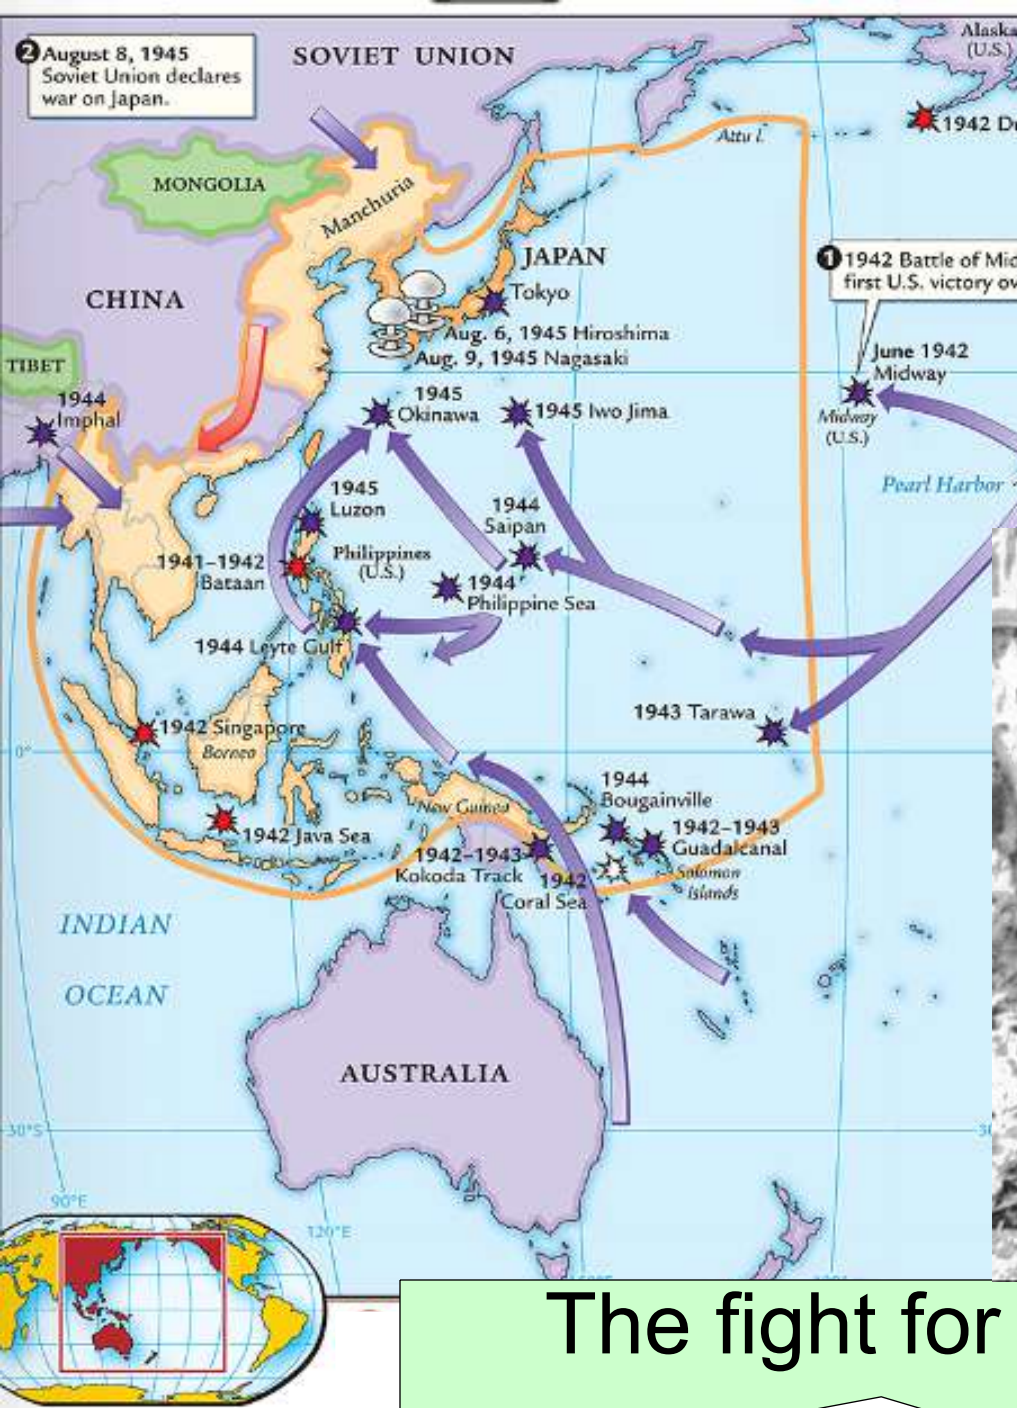 2 August 8, 1945
Soviet Union declares
war on Japan.
SOVIET UNION
Alaska
(U.S.)
1942 Du
Attu I.
MONGOLIA
Manchuria
JAPAN
Tokyo
1 1942 Battle of Mid
first U.S. victory ov
CHINA
Aug. 6, 1945 Hiroshima
Aug. 9, 1945 Nagasaki
TIBET
June 1942
Midway
Midway
(U.S.)
1944
Imphal
1945
Okinawa
1945 Iwo Jima
Pearl Harbor
1945
Luzon
1944
Saipan
1941–1942
Bataan
Philippines
(U.S.)
1944
Philippine Sea
1944 Leyte Gulf
1943 Tarawa
1942 Singapore
Borneo
0°
1944
Bougainville
New Guinea
1942 Java Sea
1942–1943
Guadalcanal
1942–1943
Kokoda Track
1942
Coral Sea
Solomon
Islands
INDIAN
OCEAN
AUSTRALIA
30°S
30
90°E
120°E
The fight for